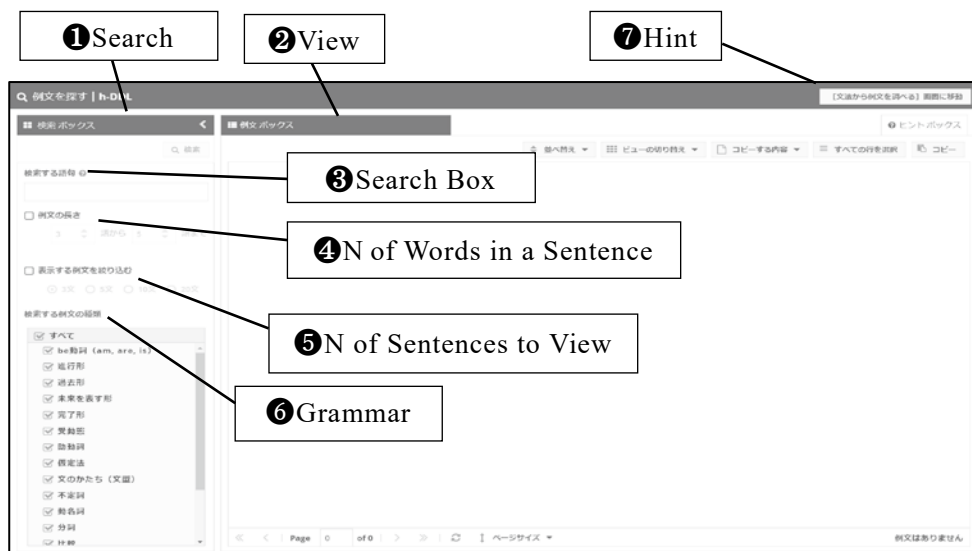 ❶Search
❷View
❼Hint
例文を探す | h-DDL
[文法から例文を調べる] 画面に移動
検索ボックス
例文ボックス
ヒントボックス
検索
並べ替え
ビューの切り替え
コピーする内容
すべての行を選択
コピー
検索する語句
❸Search Box
例文の長さ
語から
❹N of Words in a Sentence
表示する例文を絞り込む
❺N of Sentences to View
検索する例文の種類
❻Grammar
すべて
be動詞 (am, are, is)
進行形
過去形
未来を表す形
完了形
受動態
助動詞
仮定法
文のかたち (文型)
不定詞
動名詞
分詞
比較
Page 0 of 0
ページサイズ
例文はありません